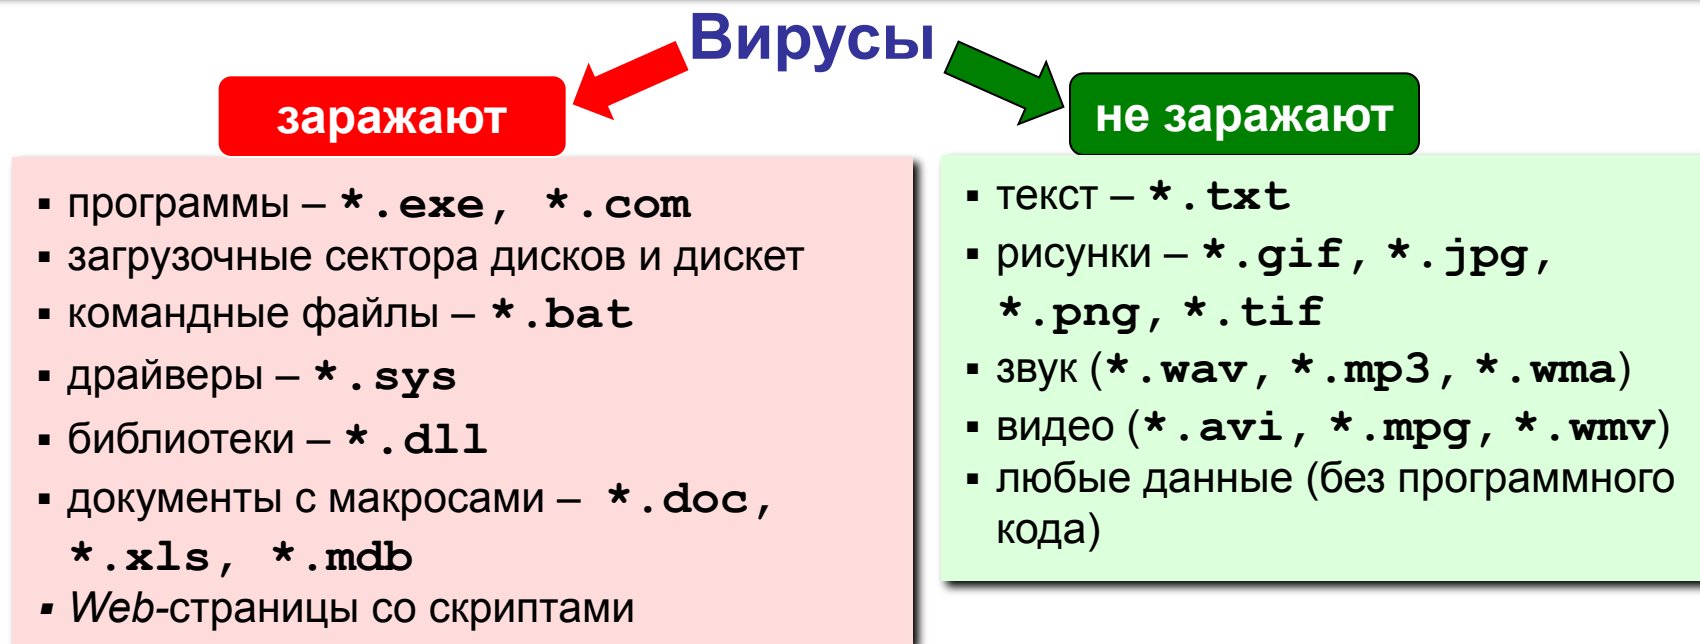 Вирусы
заражают
не заражают
▪ программы – *.exe, *.com
▪ загрузочные сектора дисков и дискет
▪ командные файлы – *.bat
▪ драйверы – *.sys
▪ библиотеки – *.dll
▪ документы с макросами – *.doc,
*.xls, *.mdb
▪ Web-страницы со скриптами
▪ текст – *.txt
▪ рисунки – *.gif, *.jpg,
*.png, *.tif
▪ звук (*.wav, *.mp3, *.wma)
▪ видео (*.avi, *.mpg, *.wmv)
▪ любые данные (без программного
кода)